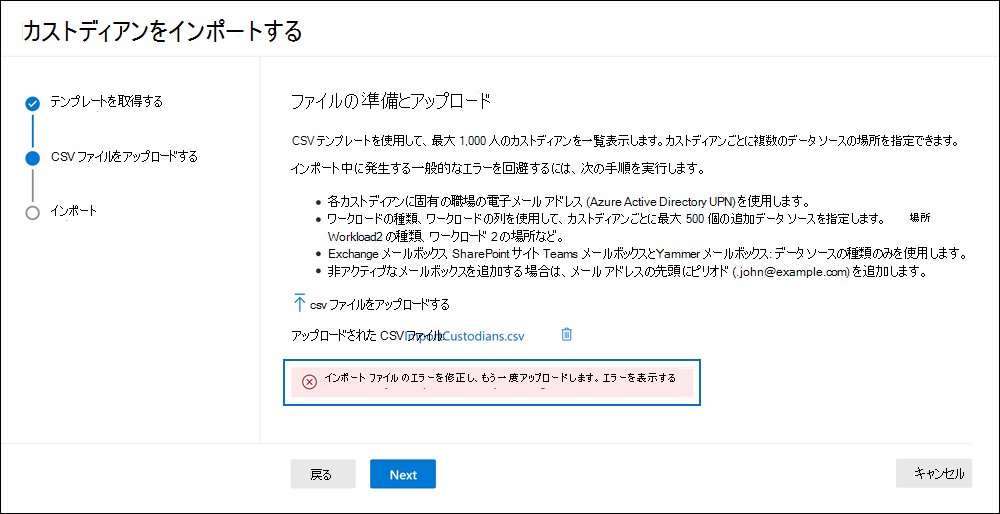 カストディアンをインポートする
テンプレートを取得する
CSV ファイルをアップロードする
インポート
ファイルの準備とアップロード
CSV テンプレートを使用して、最大 1,000 人のカストディアンを一覧表示します。カストディアンごとに複数のデータ ソースの場所を指定できます。
インポート中に発生する一般的なエラーを回避するには、次の手順を実行します。
• 各カストディアンに固有の職場の電子メール アドレス (Azure Active Directory UPN) を使用します。
• ワークロードの種類、ワークロードの列を使用して、カストディアンごとに最大 500 個の追加データ ソースを指定します。 場所
Workload2 の種類、ワークロード 2 の場所など。
• Exchange メールボックス SharePoint サイト Teams メールボックスとYammer メールボックス: データ ソースの種類のみを使用します。
• 非アクティブなメールボックスを追加する場合は、メール アドレスの先頭にピリオド (.john@example.com) を追加します。
csv ファイルをアップロードする
アップロードされた CSV ファイル: ImportCustodians.csv
インポート ファイルのエラーを修正し、もう一度アップロードします。エラーを表示する
戻る
Next
キャンセル